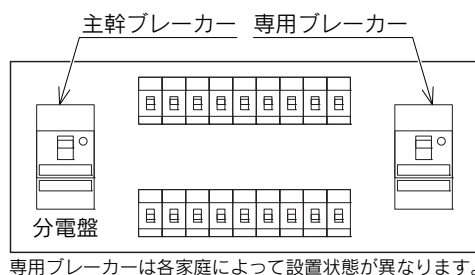 主幹ブレーカー 専用ブレーカー
分電盤
専用ブレーカーは各家庭によって設置状態が異なります。